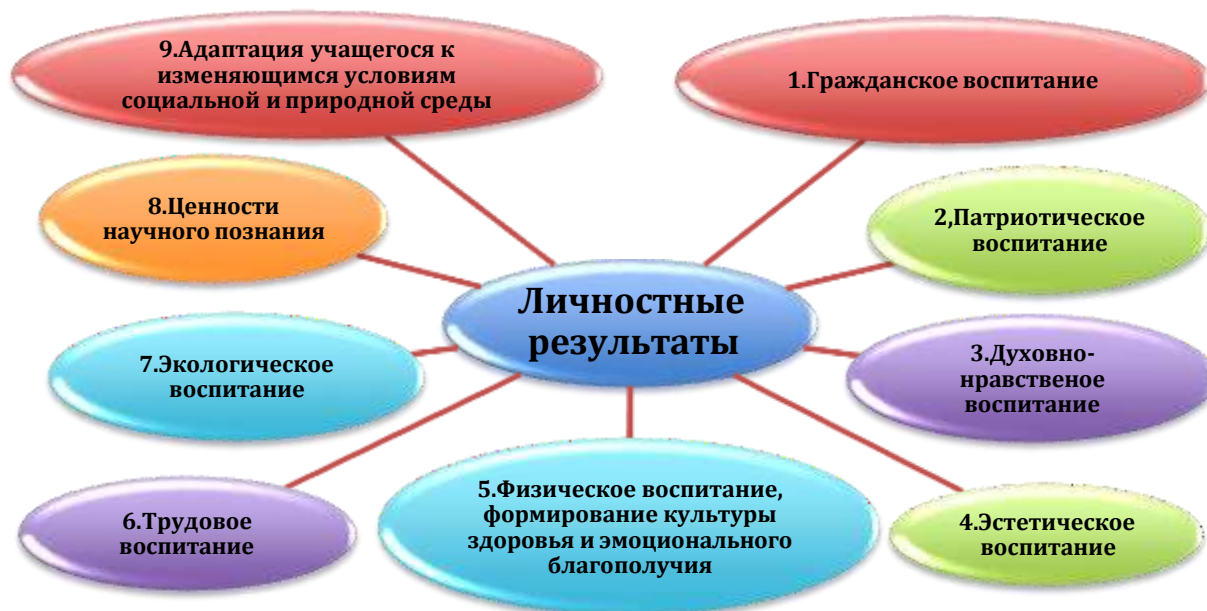 9.Адаптация учащегося к
изменяющимся условиям
социальной и природной среды
1.Гражданское воспитание
8.Ценности
научного познания
2,Патриотическое
воспитание
Личностные
результаты
7.Экологическое
воспитание
3.Духовно-
нравственое
воспитание
6.Трудовое
воспитание
5.Физическое воспитание,
формирование культуры
здоровья и эмоционального
благополучия
4.Эстетическое
воспитание